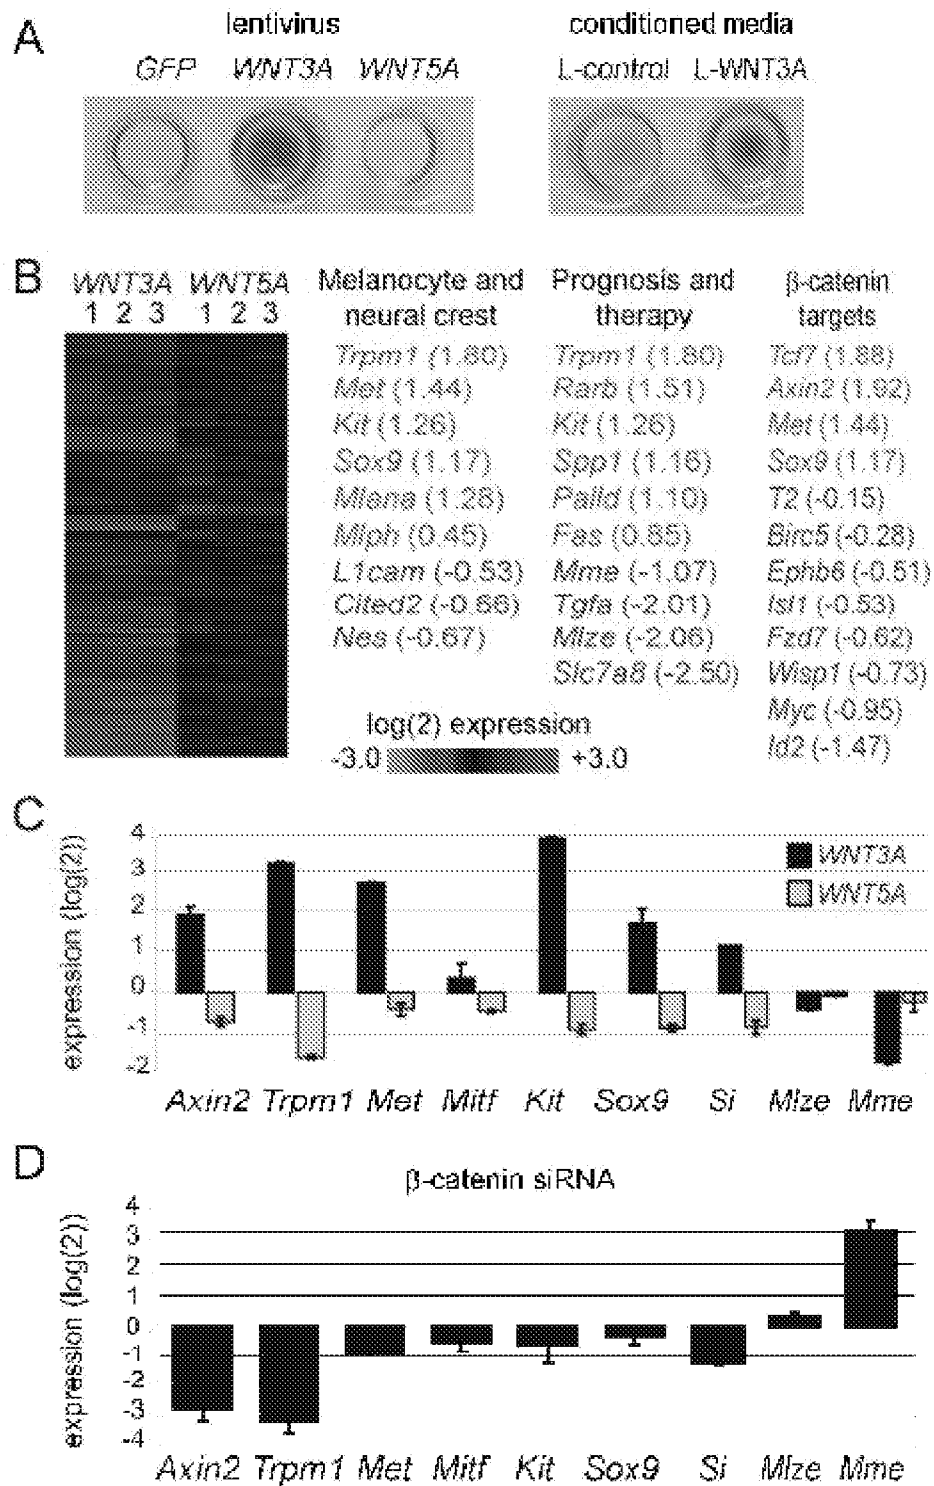 A
lentivirus
conditioned media
GFP WNT3A WNT5A
L-control L-WNT3A
B
WNT3A WNT5A
1 2 3 1 2 3
Melanocyte and
neural crest
Trpm1 (1.80)
Met (1.44)
Kit (1.26)
Sox9 (1.17)
Mlana (1.28)
Mlph (0.45)
L1cam (-0.53)
Cited2 (-0.66)
Nes (-0.67)
Prognosis and
therapy
Trpm1 (1.80)
Rarb (1.51)
Kit (1.26)
Spp1 (1.16)
Palld (1.10)
Fas (0.85)
Mme (-1.07)
Tgfa (-2.01)
Mlze (-2.06)
Slc7a8 (-2.50)
β-catenin
targets
Tcf7 (1.88)
Axin2 (1.92)
Met (1.44)
Sox9 (1.17)
T2 (-0.15)
Birc5 (-0.28)
Ephb6 (-0.51)
Isl1 (-0.53)
Fzd7 (-0.62)
Wisp1 (-0.73)
Myc (-0.95)
Id2 (-1.47)
log(2) expression
-3.0 +3.0
C
expression (log(2))
4
3
2
1
0
-1
-2
WNT3A
WNT5A
Axin2 Trpm1 Met Mitf Kit Sox9 Si Mlze Mme
D
β-catenin siRNA
expression (log(2))
4
3
2
1
0
-1
-2
-3
-4
Axin2 Trpm1 Met Mitf Kit Sox9 Si Mlze Mme